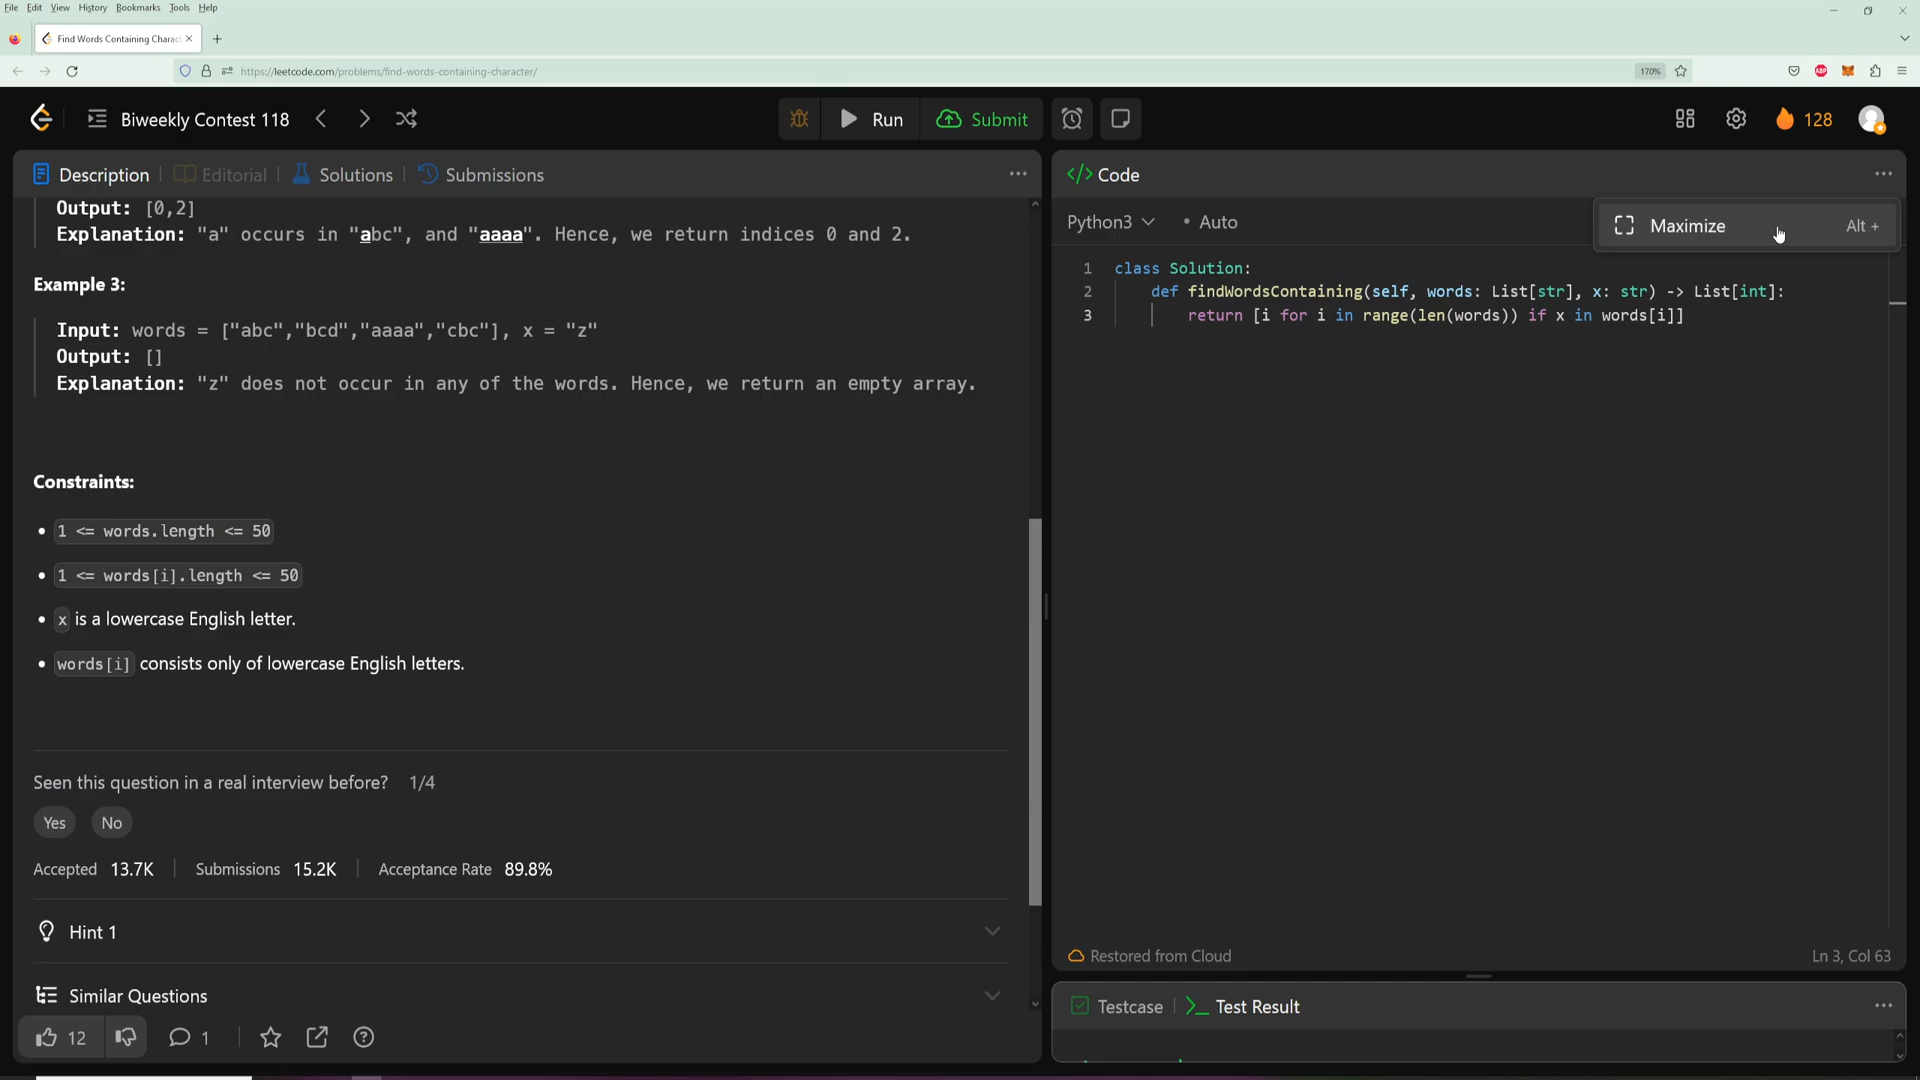 File Edit View History Bookmarks Tools Help
Find Words Containing Charac
https://leetcode.com/problems/find-words-containing-character/
170%
ABP
Biweekly Contest 118
Run
Submit
128
Description
Editorial
Solutions
Submissions
Output: [0,2]
Explanation: "a" occurs in "abc", and "aaaa". Hence, we return indices 0 and 2.
Example 3:
Input: words = ["abc","bcd","aaaa","cbc"], x = "z"
Output: []
Explanation: "z" does not occur in any of the words. Hence, we return an empty array.
Constraints:
• 1 <= words.length <= 50
• 1 <= words[i].length <= 50
• x is a lowercase English letter.
• words[i] consists only of lowercase English letters.
Seen this question in a real interview before? 1/4
Yes No
Accepted 13.7K Submissions 15.2K Acceptance Rate 89.8%
Hint 1
Similar Questions
12
1
</> Code
Python3 • Auto
Maximize Alt +
1 class Solution:
2 def findWordsContaining(self, words: List[str], x: str) -> List[int]:
3 return [i for i in range(len(words)) if x in words[i]]
Restored from Cloud
Ln 3, Col 63
Testcase
Test Result